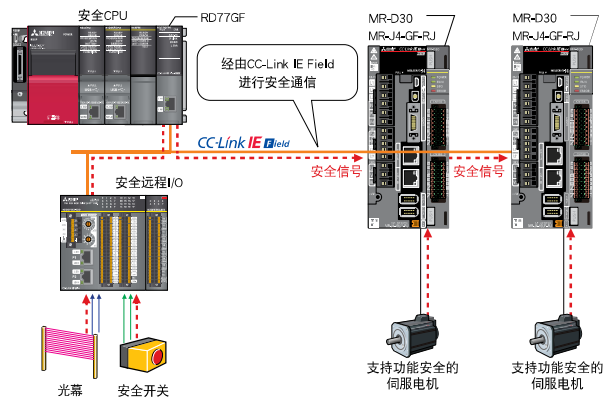 安全CPU
RD77GF
MR-D30
MR-J4-GF-RJ
MR-D30
MR-J4-GF-RJ
经由CC-Link IE Field
进行安全通信
CC-Link IE Field
安全信号
安全信号
安全远程I/O
光幕
安全开关
支持功能安全的
伺服电机
支持功能安全的
伺服电机